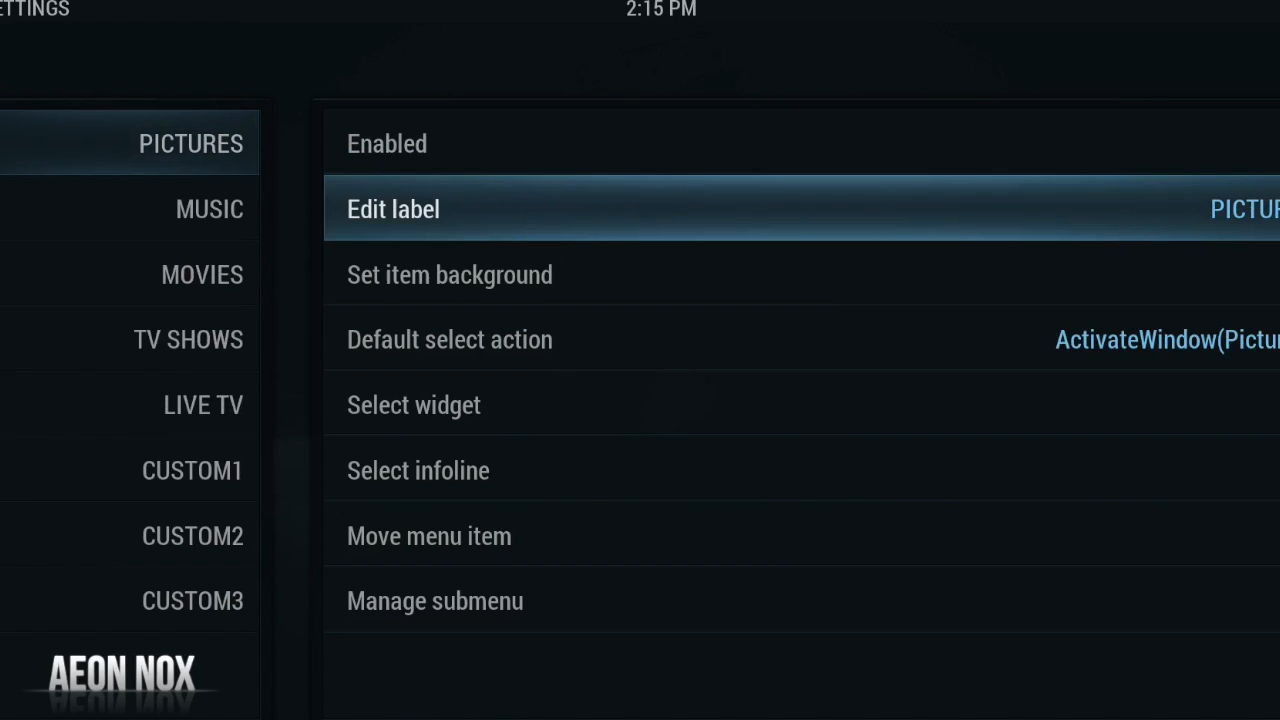 ETTINGS
2:15 PM
PICTURES
MUSIC
MOVIES
TV SHOWS
LIVE TV
CUSTOM1
CUSTOM2
CUSTOM3
AEON NOX
Enabled
Edit label PICTUR
Set item background
Default select action ActivateWindow(Pictur
Select widget
Select infoline
Move menu item
Manage submenu